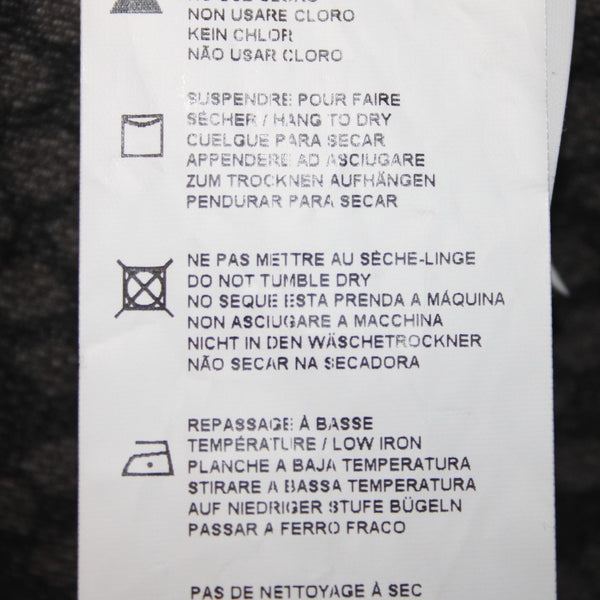 NON USARE CLORO
KEIN CHLOR
NÃO USAR CLORO
SUSPENDRE POUR FAIRE
SÉCHER / HANG TO DRY
CUELGUE PARA SECAR
APPENDERE AD ASCIUGARE
ZUM TROCKNEN AUFHÄNGEN
PENDURAR PARA SECAR
NE PAS METTRE AU SÈCHE-LINGE
DO NOT TUMBLE DRY
NO SEQUE ESTA PRENDA A MÁQUINA
NON ASCIUGARE A MACCHINA
NICHT IN DEN WÄSCHETROCKNER
NÃO SECAR NA SECADORA
REPASSAGE À BASSE
TEMPÉRATURE / LOW IRON
PLANCHE A BAJA TEMPERATURA
STIRARE A BASSA TEMPERATURA
AUF NIEDRIGER STUFE BÜGELN
PASSAR A FERRO FRACO
PAS DE NETTOYAGE À SEC